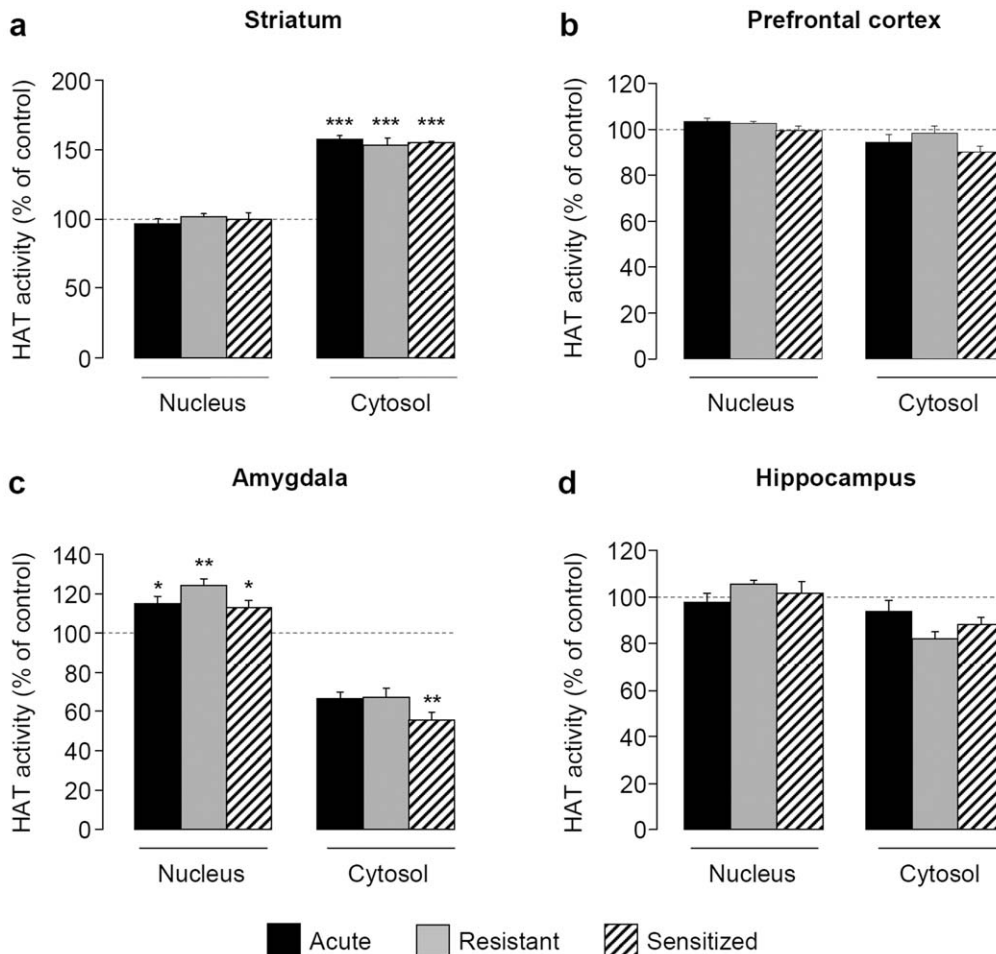 a
Striatum
HAT activity (% of control)
200
150
100
50
0
*** *** ***
Nucleus
Cytosol
b
Prefrontal cortex
HAT activity (% of control)
120
100
80
60
40
20
0
Nucleus
Cytosol
c
Amygdala
HAT activity (% of control)
140
120
100
80
60
40
20
0
* ** *
**
Nucleus
Cytosol
d
Hippocampus
HAT activity (% of control)
120
100
80
60
40
20
0
Nucleus
Cytosol
Acute Resistant Sensitized